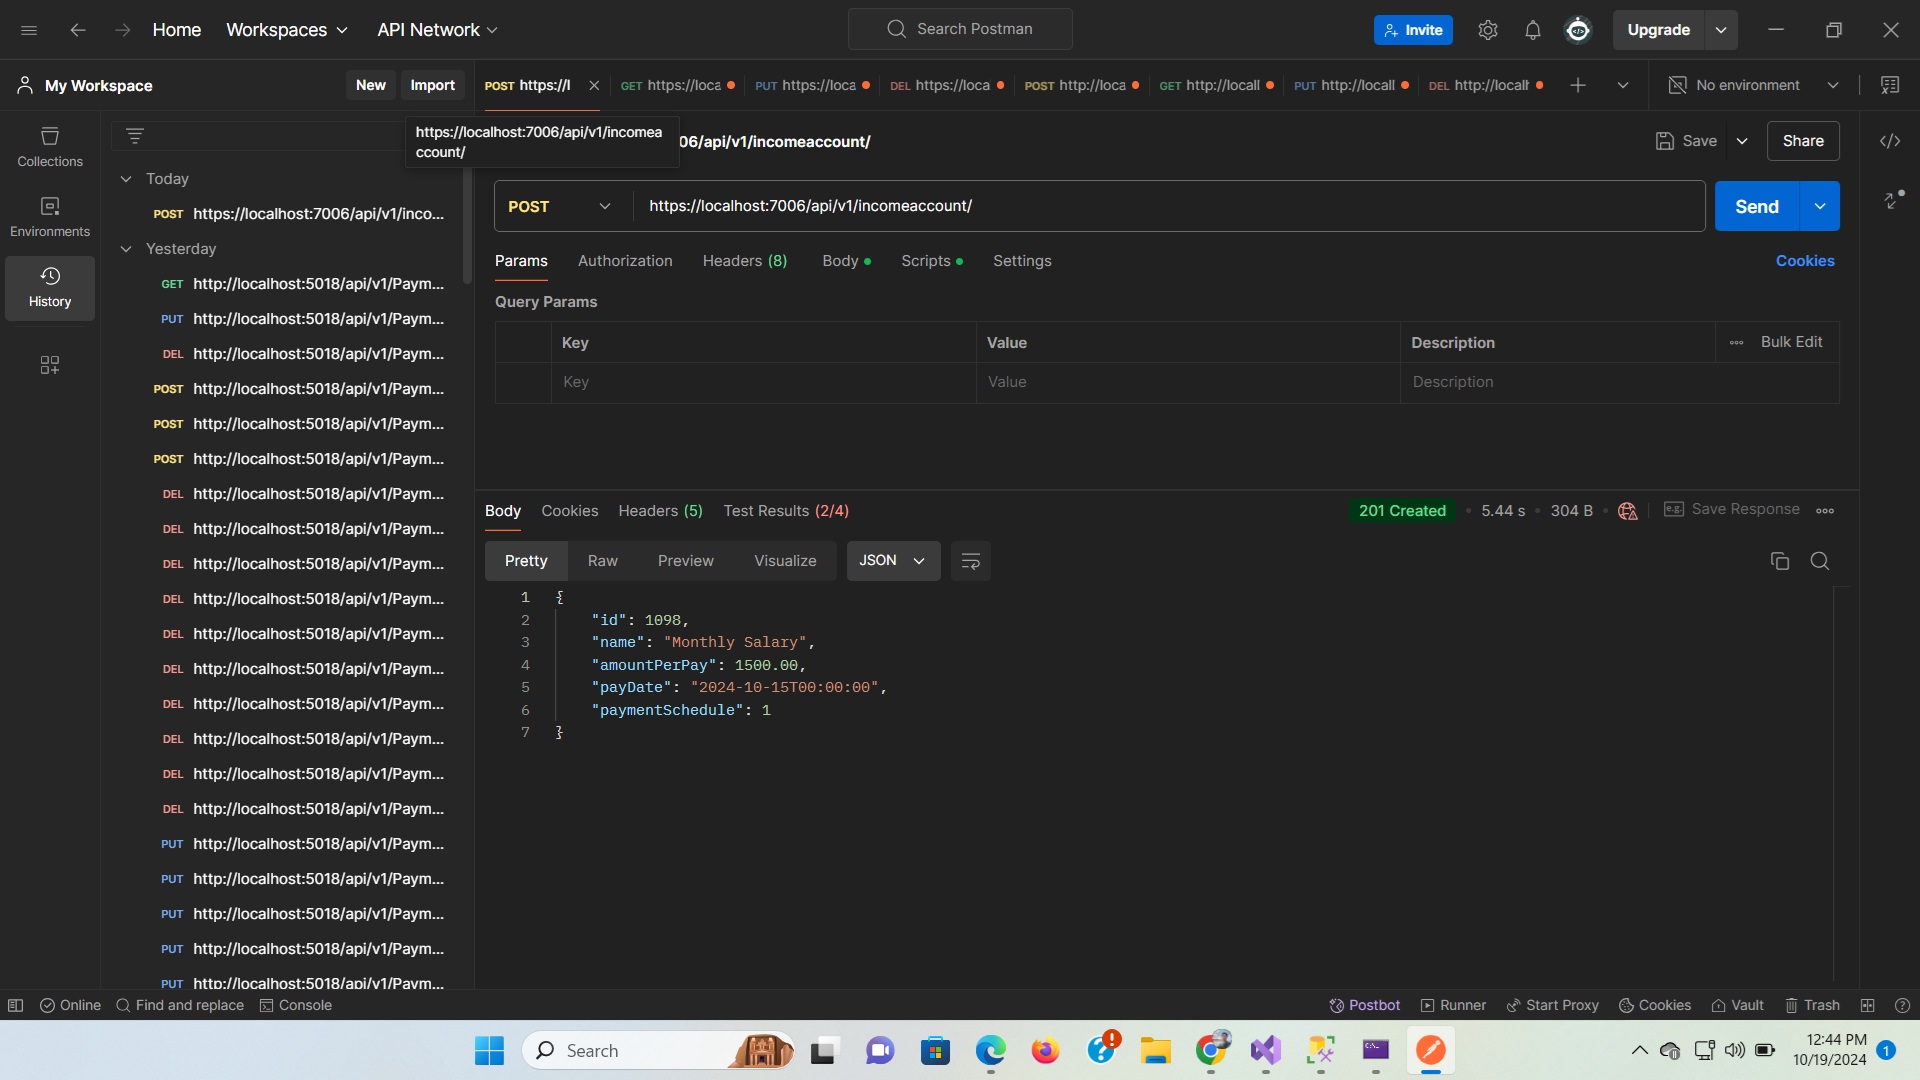 Home
Workspaces
API Network
Search Postman
Invite
Upgrade
My Workspace
New
Import
POST https://l
GET https://loca
PUT https://loca
DEL https://loca
POST http://loca
GET http://locall
PUT http://locall
DEL http://localh
No environment
Collections
Environments
History
https://localhost:7006/api/v1/incomea
ccount/
06/api/v1/incomeaccount/
Save
Share
Today
POST https://localhost:7006/api/v1/inco...
Yesterday
GET http://localhost:5018/api/v1/Paym...
PUT http://localhost:5018/api/v1/Paym...
DEL http://localhost:5018/api/v1/Paym...
POST http://localhost:5018/api/v1/Paym...
POST http://localhost:5018/api/v1/Paym...
POST http://localhost:5018/api/v1/Paym...
DEL http://localhost:5018/api/v1/Paym...
DEL http://localhost:5018/api/v1/Paym...
DEL http://localhost:5018/api/v1/Paym...
DEL http://localhost:5018/api/v1/Paym...
DEL http://localhost:5018/api/v1/Paym...
DEL http://localhost:5018/api/v1/Paym...
DEL http://localhost:5018/api/v1/Paym...
DEL http://localhost:5018/api/v1/Paym...
DEL http://localhost:5018/api/v1/Paym...
DEL http://localhost:5018/api/v1/Paym...
PUT http://localhost:5018/api/v1/Paym...
PUT http://localhost:5018/api/v1/Paym...
PUT http://localhost:5018/api/v1/Paym...
PUT http://localhost:5018/api/v1/Paym...
PUT http://localhost:5018/api/v1/Paym...
POST
https://localhost:7006/api/v1/incomeaccount/
Send
Params
Authorization
Headers (8)
Body
Scripts
Settings
Cookies
Query Params
Key
Value
Description
Bulk Edit
Key
Value
Description
Body
Cookies
Headers (5)
Test Results (2/4)
201 Created
5.44 s
304 B
e.g.
Save Response
Pretty
Raw
Preview
Visualize
JSON
1 {
2 "id": 1098,
3 "name": "Monthly Salary",
4 "amountPerPay": 1500.00,
5 "payDate": "2024-10-15T00:00:00",
6 "paymentSchedule": 1
7 }
Online
Find and replace
Console
Postbot
Runner
Start Proxy
Cookies
Vault
Trash
Search
12:44 PM
10/19/2024
1